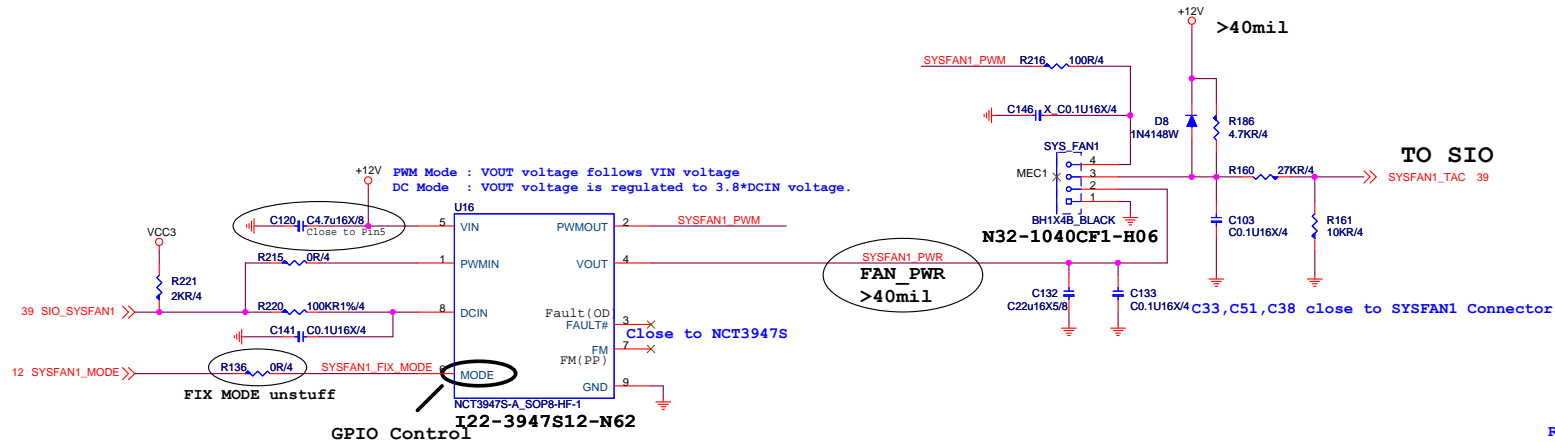 +12V
>40mil
SYSFAN1_PWM R216 100R/4
C146 X_C0.1U16X/4
D8
1N4148W
R186
4.7KR/4
SYS_FAN1
MEC1
4
3
2
1
BH1X4B_BLACK
N32-1040CF1-H06
R160 27KR/4
TO SIO
SYSFAN1_TAC 39
C103
C0.1U16X/4
R161
10KR/4
+12V
PWM Mode : VOUT voltage follows VIN voltage
DC Mode : VOUT voltage is regulated to 3.8*DCIN voltage.
U16
C120 C4.7u16X/8
Close to Pin5
5 VIN
PWMOUT 2 SYSFAN1_PWM
VCC3
R221
2KR/4
R215 0R/4
1 PWMIN
VOUT 4 SYSFAN1_PWR
FAN_PWR
>40mil
39 SIO_SYSFAN1
R220 100KR1%/4
8 DCIN
C141 C0.1U16X/4
Fault(OD
FAULT# 3
Close to NCT3947S
FM 7
FM(PP)
C132
C22u16X5/8
C133
C0.1U16X/4
C33,C51,C38 close to SYSFAN1 Connector
12 SYSFAN1_MODE
R136 0R/4
SYSFAN1_FIX_MODE
MODE
FIX MODE unstuff
GND 9
NCT3947S-A_SOP8-HF-1
I22-3947S12-N62
GPIO Control